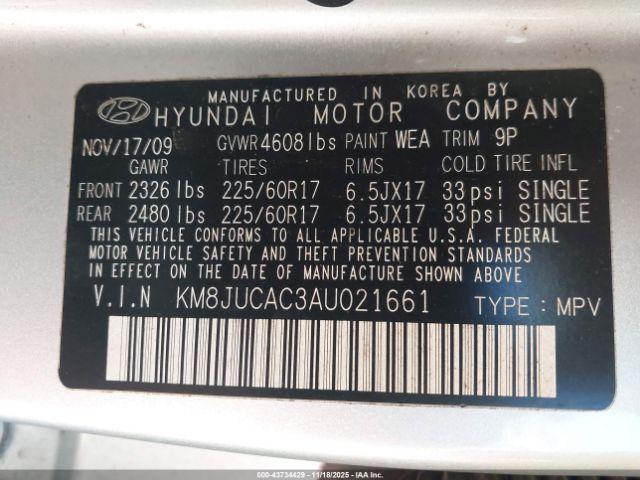 MANUFACTURED IN KOREA BY
HYUNDAI MOTOR COMPANY
NOV/17/09 GVWR 4608lbs PAINT WEA TRIM 9P
GAWR TIRES RIMS COLD TIRE INFL
FRONT 2326 lbs 225/60R17 6.5JX17 33psi SINGLE
REAR 2480 lbs 225/60R17 6.5JX17 33psi SINGLE
THIS VEHICLE CONFORMS TO ALL APPLICABLE U.S.A. FEDERAL
MOTOR VEHICLE SAFETY AND THEFT PREVENTION STANDARDS
IN EFFECT ON THE DATE OF MANUFACTURE SHOWN ABOVE
V.I.N KM8JUCAC3AU021661 TYPE : MPV
000-43734429 - 11/18/2025 - IAA Inc.